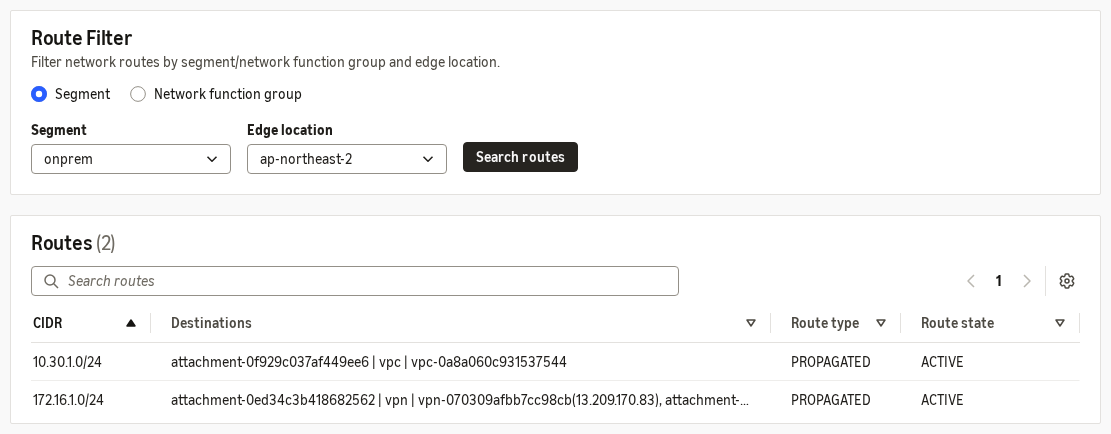 Route Filter
Filter network routes by segment/network function group and edge location.
Segment Network function group
Segment Edge location
onprem ap-northeast-2 Search routes
Routes (2)
Search routes 1
CIDR Destinations Route type Route state
10.30.1.0/24 attachment-0f929c037af449ee6 | vpc | vpc-0a8a060c931537544 PROPAGATED ACTIVE
172.16.1.0/24 attachment-0ed34c3b418682562 | vpn | vpn-070309afbb7cc98cb(13.209.170.83), attachment-... PROPAGATED ACTIVE